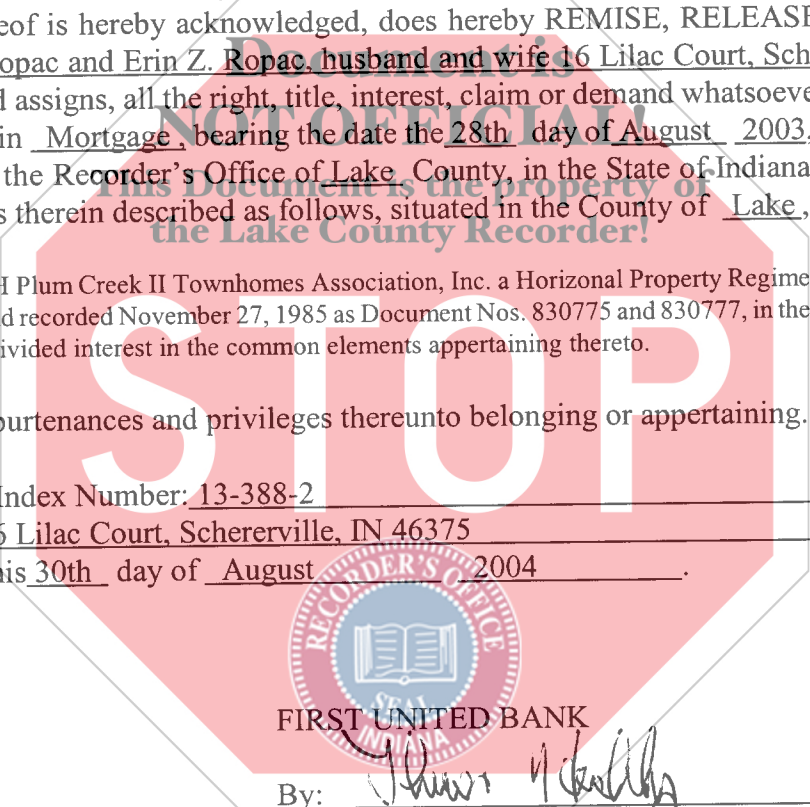 eof is hereby acknowledged, does hereby REMISE, RELEASE
opac and Erin Z. Ropac, husband and wife 16 Lilac Court, Sch
Document is
d assigns, all the right, title, interest, claim or demand whatsoeve
NOT OFFICIAL!
in Mortgage, bearing the date the 28th day of August 2003,
the Recorder's Office of Lake County, in the State of Indiana
This Document is the property of
s therein described as follows, situated in the County of Lake,
the Lake County Recorder!
H Plum Creek II Townhomes Association, Inc. a Horizonal Property Regime
d recorded November 27, 1985 as Document Nos. 830775 and 830777, in the
ivided interest in the common elements appertaining thereto.
STOP
ourtenances and privileges thereunto belonging or appertaining.
Index Number: 13-388-2
6 Lilac Court, Schererville, IN 46375
his 30th day of August 2004.
RECORDER'S OFFICE
SEAL
INDIANA
FIRST UNITED BANK
By: